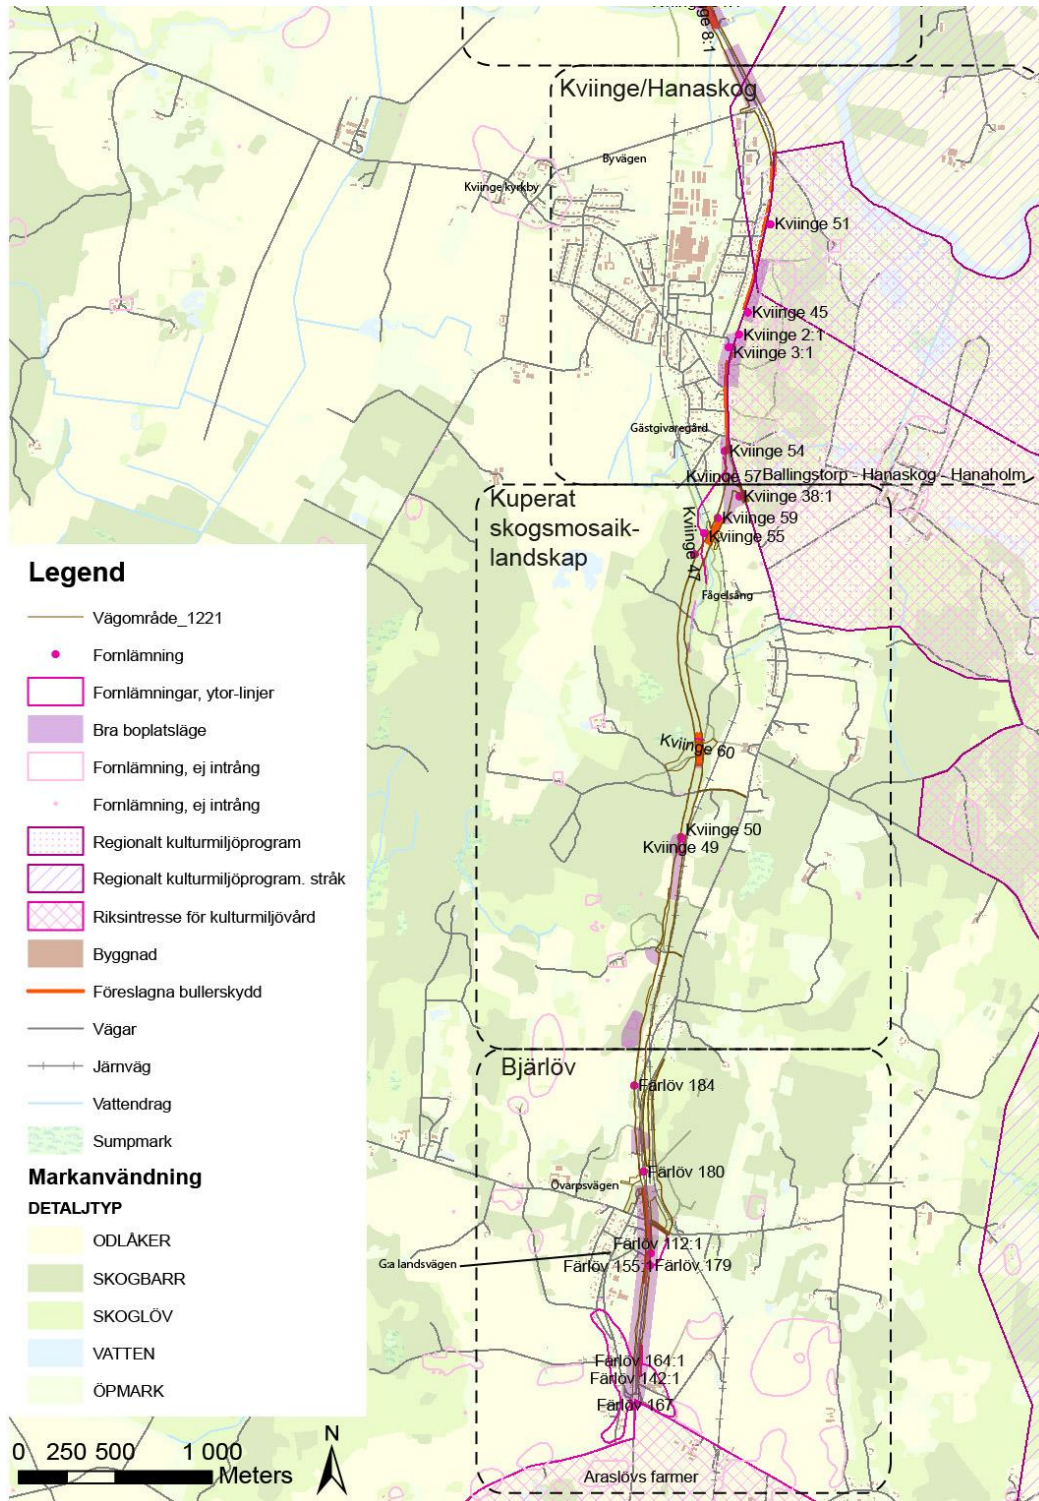 Kviinge 8:1
Kviinge/Hanaskog
Byvägen
Kviinge kyrkby
Kviinge 51
Kviinge 45
Kviinge 2:1
Kviinge 3:1
Gästgivaregård
Kviinge 54
Kviinge 57
Ballingstorp - Hanaskog - Hanaholm
Kuperat
skogsmosaik-
landskap
Kviinge 38:1
Kviinge 59
Kviinge 55
Kviinge 47
Fågelsång
Kviinge 60
Kviinge 50
Kviinge 49
Bjärlöv
Färlöv 184
Färlöv 180
Ovarpsvägen
Färlöv 112:1
G:a landsvägen
Färlöv 155:1
Färlöv 179
Färlöv 164:1
Färlöv 142:1
Färlöv 167
Araslövs farmer
Legend
Vägområde_1221
Fornlämning
Fornlämningar, ytor-linjer
Bra boplatsläge
Fornlämning, ej intrång
Fornlämning, ej intrång
Regionalt kulturmiljöprogram
Regionalt kulturmiljöprogram. stråk
Riksintresse för kulturmiljövård
Byggnad
Föreslagna bullerskydd
Vägar
Järnväg
Vattendrag
Sumpmark
Markanvändning
DETALJTYP
ODLÅKER
SKOGBARR
SKOGLÖV
VATTEN
ÖPMARK
0 250 500 1 000
Meters
N